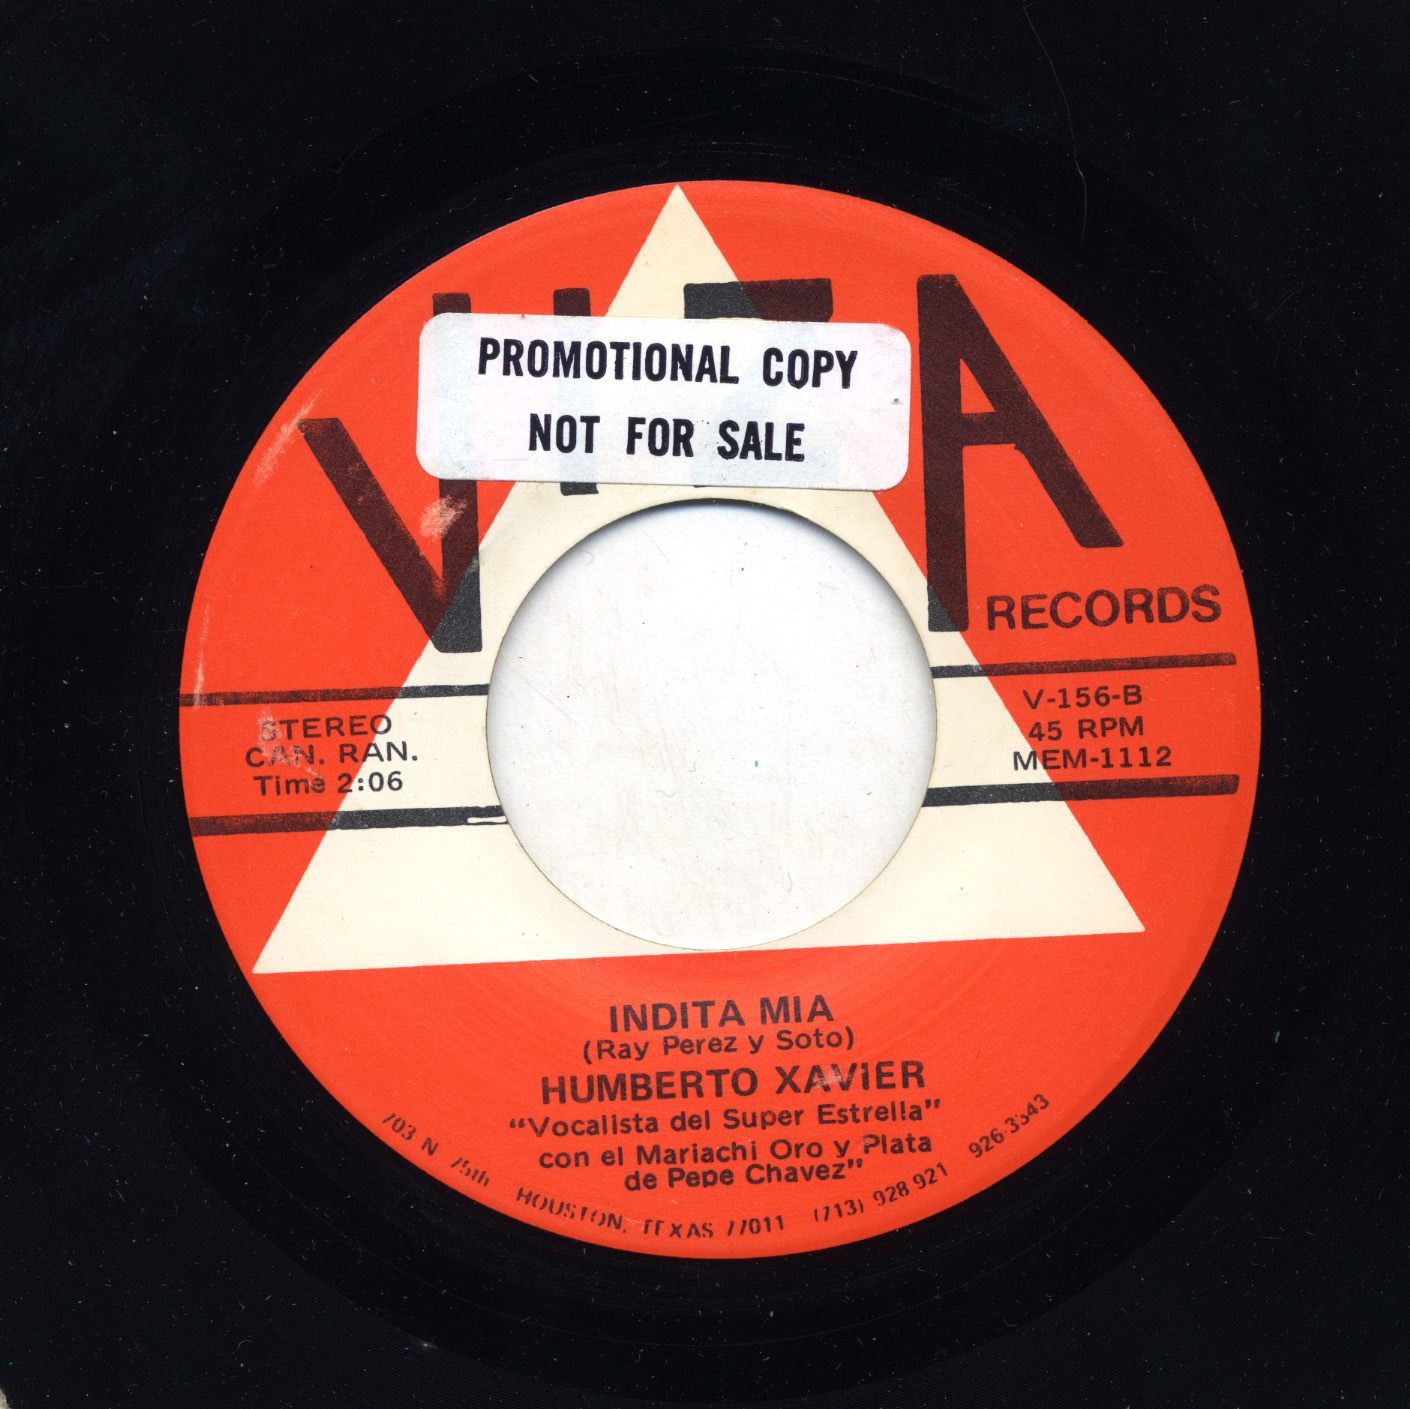 PROMOTIONAL COPY
NOT FOR SALE
RECORDS
STEREO
CAN. RAN.
Time 2:06
V-156-B
45 RPM
MEM-1112
INDITA MIA
(Ray Perez y Soto)
HUMBERTO XAVIER
"Vocalista del Super Estrella"
con el Mariachi Oro y Plata
de Pepe Chavez"
703 N 75th HOUSTON, TEXAS 77011 (713) 928 921 926-3343